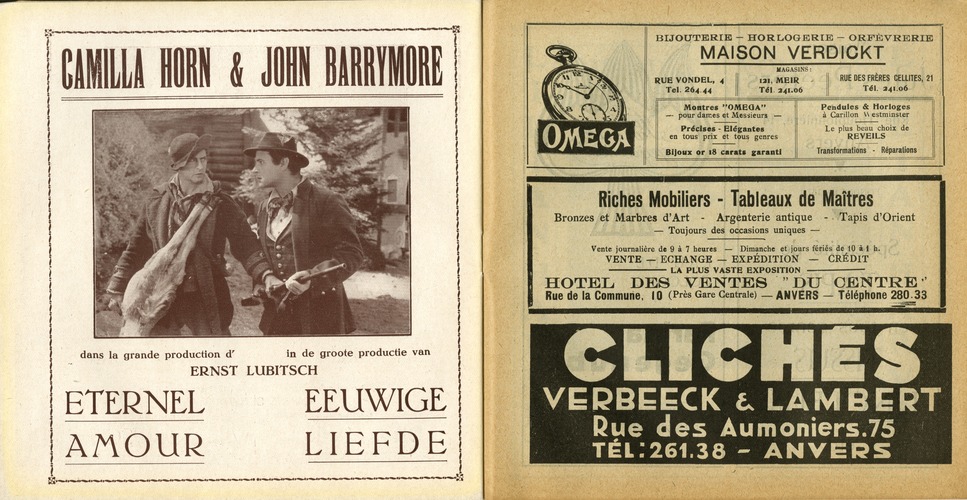 CAMILLA HORN & JOHN BARRYMORE
dans la grande production d'
in de groote productie van
ERNST LUBITSCH
ETERNEL
AMOUR
EEUWIGE
LIEFDE
BIJOUTERIE — HORLOGERIE — ORFÈVRERIE
MAISON VERDICKT
MAGASINS:
RUE VONDEL, 4
Tel. 264.44
121, MEIR
Tél. 241.06
RUE DES FRÈRES CELLITES, 21
Tél. 241.06
OMEGA
Montres "OMEGA"
— pour dames et Messieurs —
Précises - Elégantes
en tous prix et tous genres
Bijoux or 18 carats garanti
Pendules & Horloges
à Carillon Westminster
Le plus beau choix de
REVEILS
Transformations - Réparations
Riches Mobiliers - Tableaux de Maîtres
Bronzes et Marbres d'Art - Argenterie antique - Tapis d'Orient
— Toujours des occasions uniques —
Vente journalière de 9 à 7 heures — Dimanche et jours fériés de 10 à 1 h.
VENTE — ECHANGE — EXPÉDITION — CRÉDIT
LA PLUS VASTE EXPOSITION
HOTEL DES VENTES "DU CENTRE"
Rue de la Commune, 10 (Près Gare Centrale) — ANVERS — Téléphone 280.33
CLICHÉS
VERBEECK & LAMBERT
Rue des Aumoniers.75
TÉL:261.38 - ANVERS